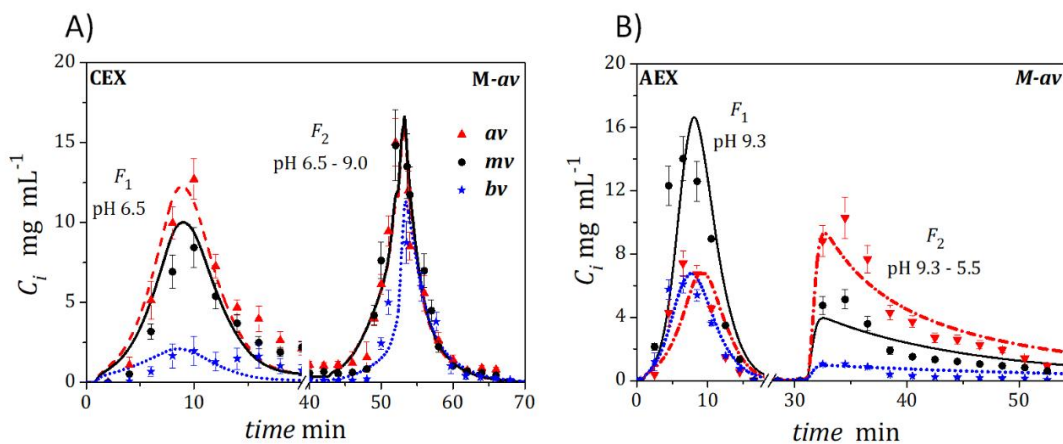 A)
CEX
M-av
F1
pH 6.5
F2
pH 6.5 - 9.0
av
mv
bv
Ci mg mL-1
20
15
10
5
0
0 10 40 50 60 70
time min
B)
AEX
M-av
F1
pH 9.3
F2
pH 9.3 - 5.5
Ci mg mL-1
20
16
12
8
4
0
0 10 30 40 50
time min